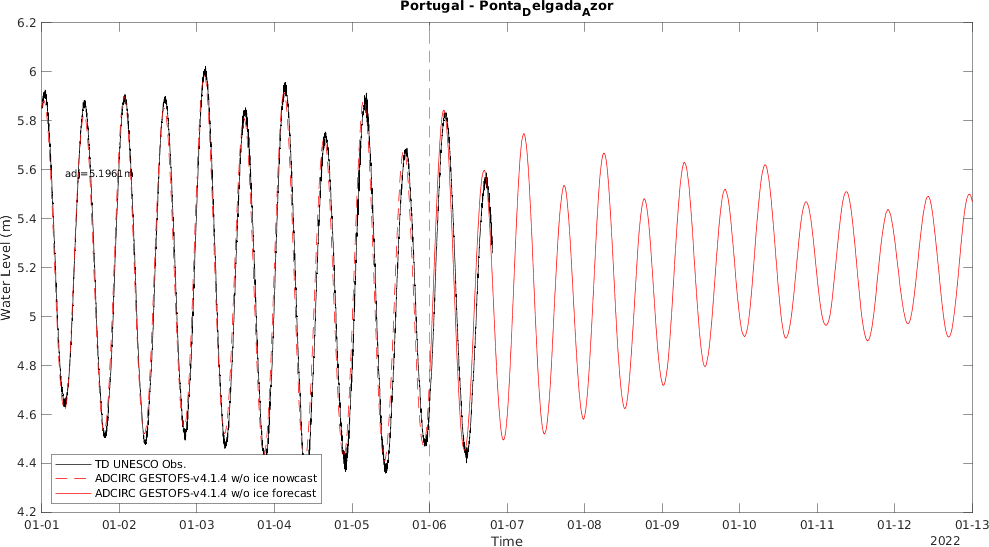 Portugal - PontaDelgadaAzor
6.2
6
5.8
5.6
5.4
5.2
5
4.8
4.6
4.4
4.2
Water Level (m)
adj=5.1961m
TD UNESCO Obs.
ADCIRC GESTOFS-v4.1.4 w/o ice nowcast
ADCIRC GESTOFS-v4.1.4 w/o ice forecast
01-01 01-02 01-03 01-04 01-05 01-06 01-07 01-08 01-09 01-10 01-11 01-12 01-13
Time
2022